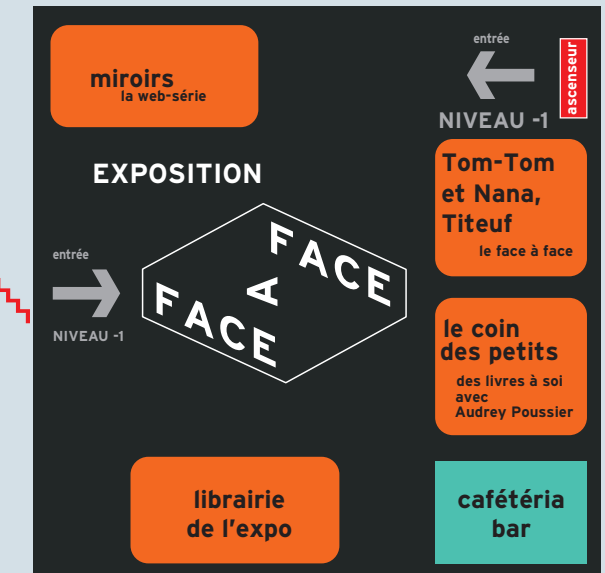 miroirs
la web-série
entrée
NIVEAU -1
ascenseur
EXPOSITION
FACE
A
FACE
entrée
NIVEAU -1
Tom-Tom
et Nana,
Titeuf
le face à face
le coin
des petits
des livres à soi
avec
Audrey Poussier
librairie
de l'expo
cafétéria
bar